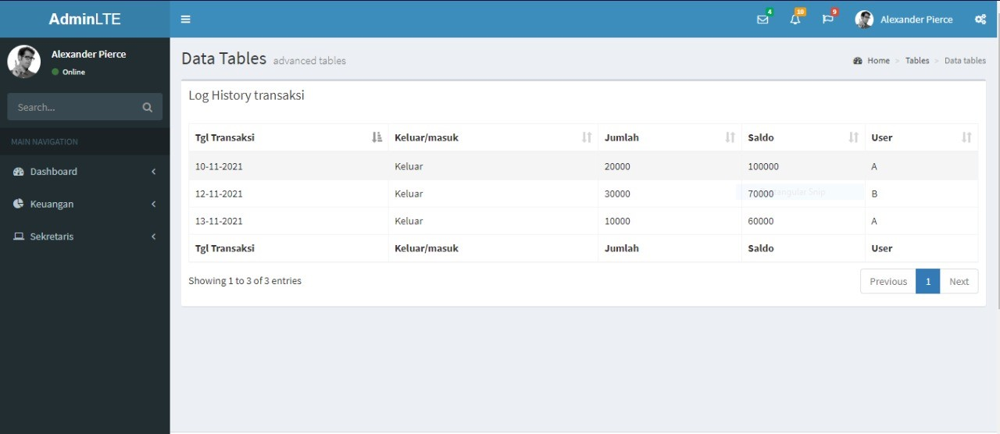 AdminLTE
4 10 9 Alexander Pierce
Alexander Pierce
Online
Search...
MAIN NAVIGATION
Dashboard
Keuangan
Sekretaris
Data Tables advanced tables
Home > Tables > Data tables
Log History transaksi
Tgl Transaksi Keluar/masuk Jumlah Saldo User
10-11-2021 Keluar 20000 100000 A
12-11-2021 Keluar 30000 70000 B
13-11-2021 Keluar 10000 60000 A
Tgl Transaksi Keluar/masuk Jumlah Saldo User
Showing 1 to 3 of 3 entries
Previous 1 Next